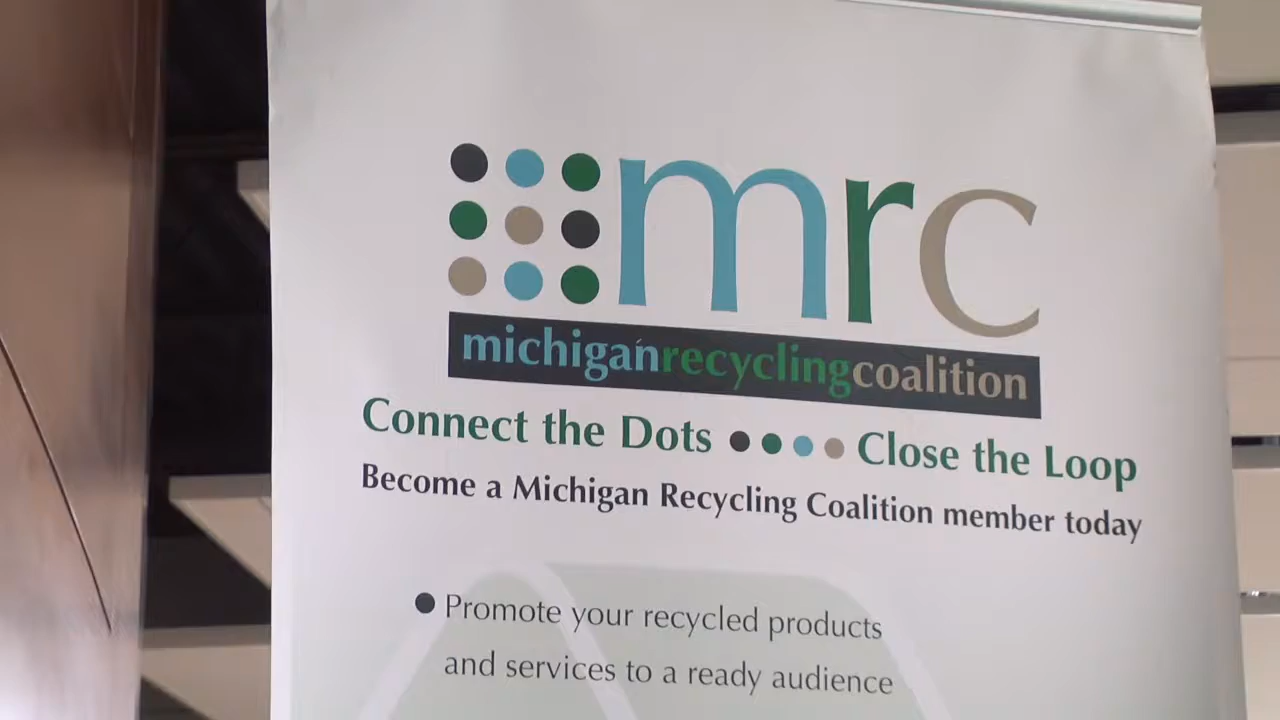 mrc
michiganrecyclingcoalition
Connect the Dots •••• Close the Loop
Become a Michigan Recycling Coalition member today
• Promote your recycled products
and services to a ready audience